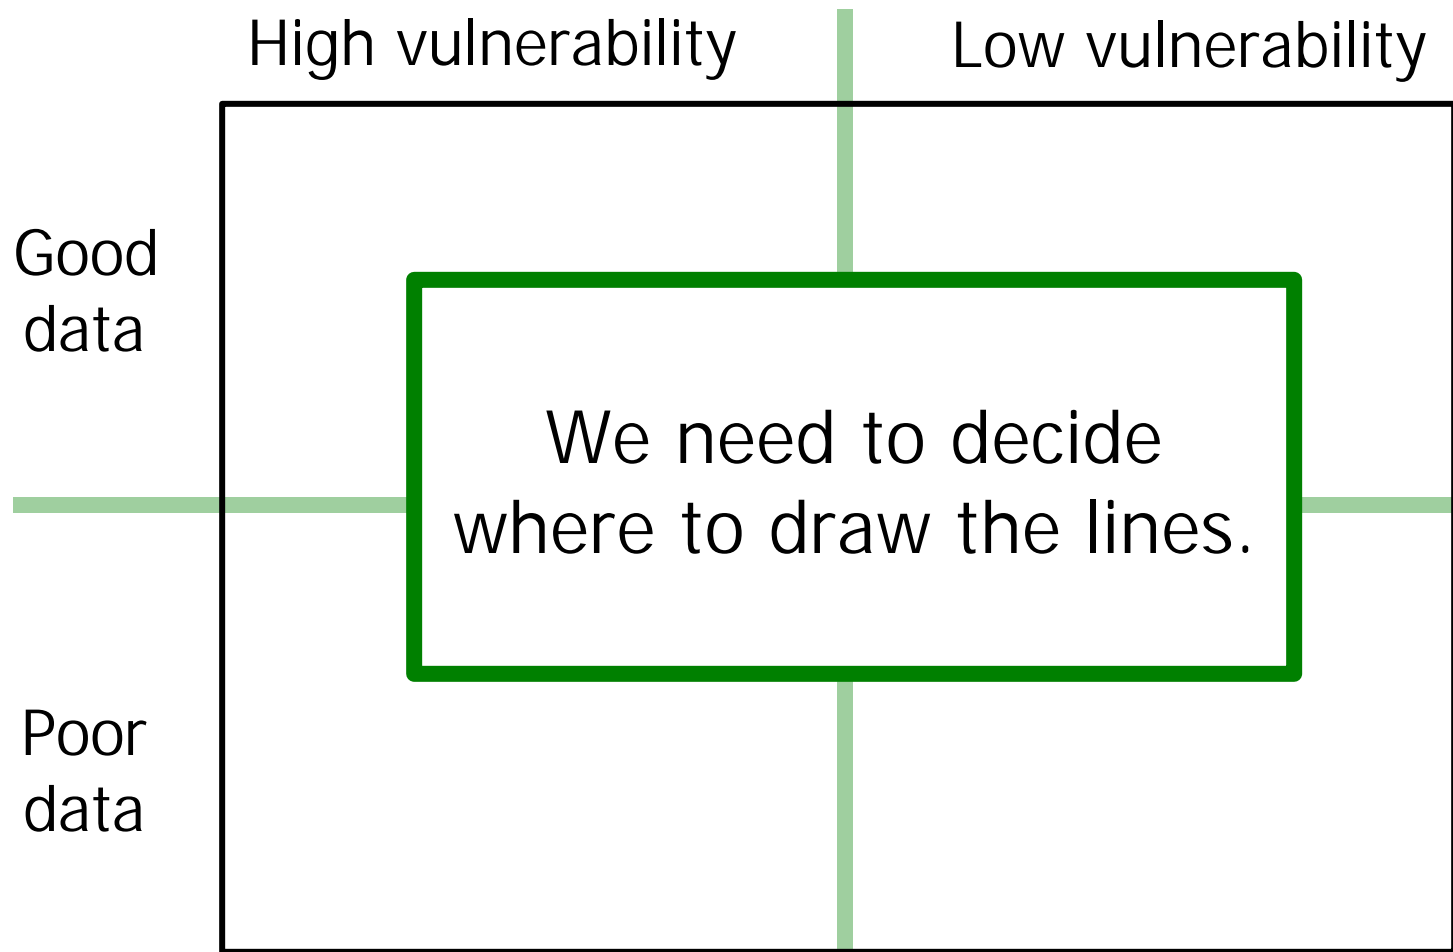 High vulnerability
Low vulnerability
Good
data
We need to decide
where to draw the lines.
Poor
data